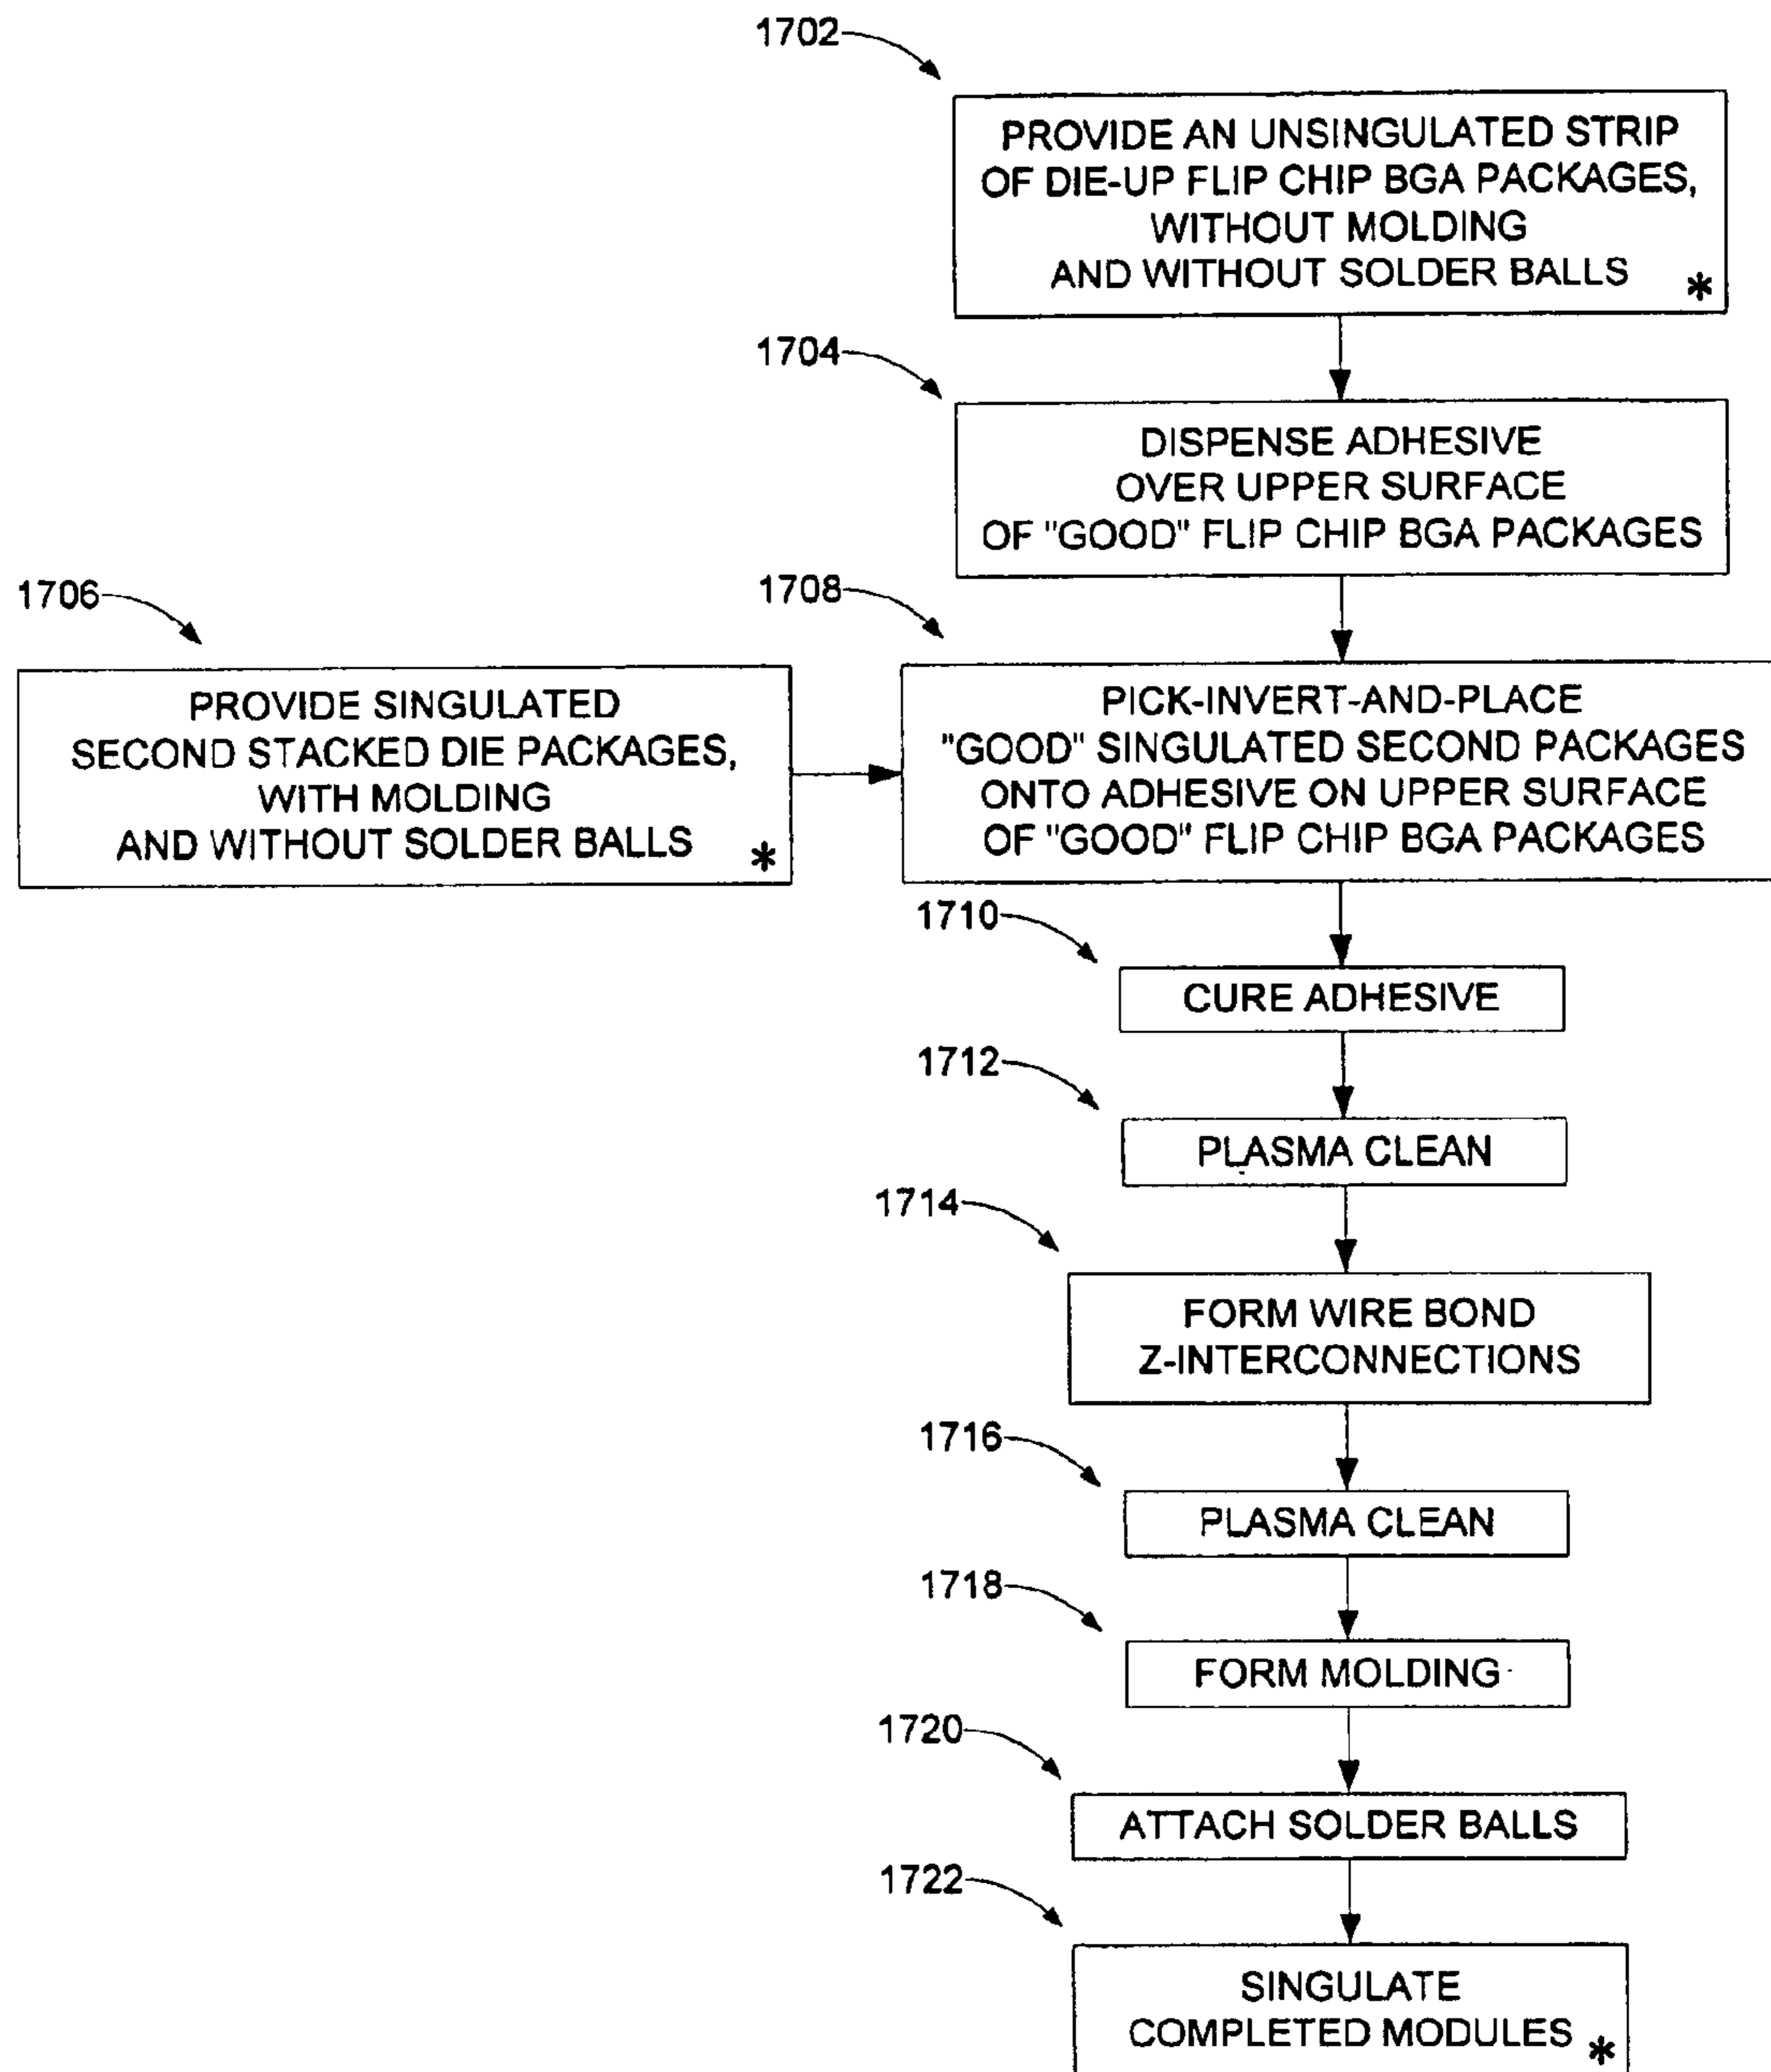 1702
PROVIDE AN UNSINGULATED STRIP
OF DIE-UP FLIP CHIP BGA PACKAGES,
WITHOUT MOLDING
AND WITHOUT SOLDER BALLS *
1704
DISPENSE ADHESIVE
OVER UPPER SURFACE
OF "GOOD" FLIP CHIP BGA PACKAGES
1706
PROVIDE SINGULATED
SECOND STACKED DIE PACKAGES,
WITH MOLDING
AND WITHOUT SOLDER BALLS *
1708
PICK-INVERT-AND-PLACE
"GOOD" SINGULATED SECOND PACKAGES
ONTO ADHESIVE ON UPPER SURFACE
OF "GOOD" FLIP CHIP BGA PACKAGES
1710
CURE ADHESIVE
1712
PLASMA CLEAN
1714
FORM WIRE BOND
Z-INTERCONNECTIONS
1716
PLASMA CLEAN
1718
FORM MOLDING
1720
ATTACH SOLDER BALLS
1722
SINGULATE
COMPLETED MODULES *